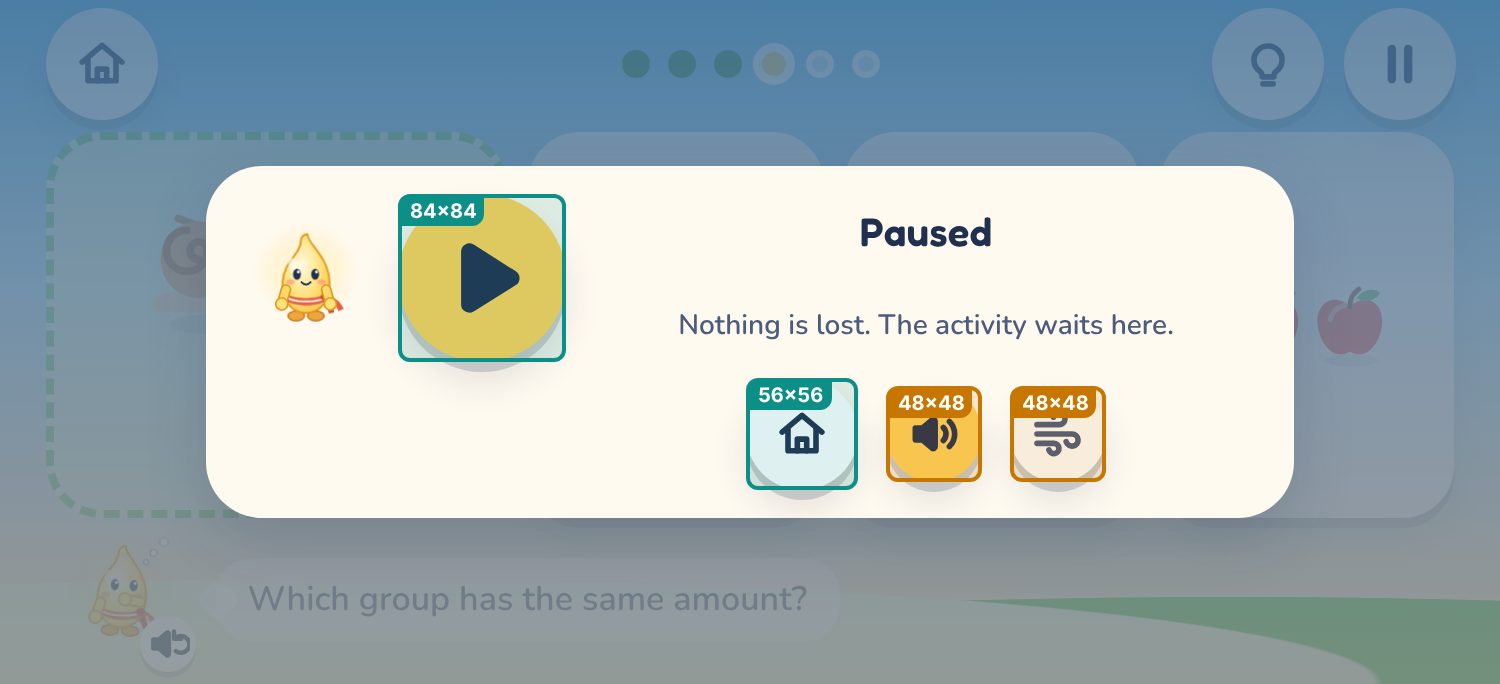 84×84
Paused
Nothing is lost. The activity waits here.
56×56
48×48
48×48
Which group has the same amount?